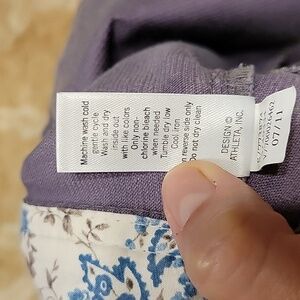 Machine wash cold
gentle cycle
Wash and dry
inside out
with like colors
Only non-
chlorine bleach
when needed
Tumble dry low
Cool iron
on reverse side only
Do not dry clean
DESIGN ©
ATHLETA, INC.
07/11